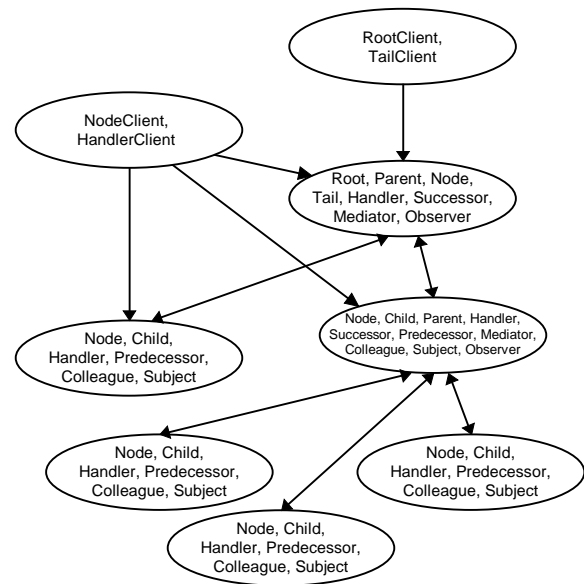 RootClient,
TailClient
NodeClient,
HandlerClient
Root, Parent, Node,
Tail, Handler, Successor,
Mediator, Observer
Node, Child, Parent, Handler,
Successor, Predecessor, Mediator,
Colleague, Subject, Observer
Node, Child,
Handler, Predecessor,
Colleague, Subject
Node, Child,
Handler, Predecessor,
Colleague, Subject
Node, Child,
Handler, Predecessor,
Colleague, Subject
Node, Child,
Handler, Predecessor,
Colleague, Subject